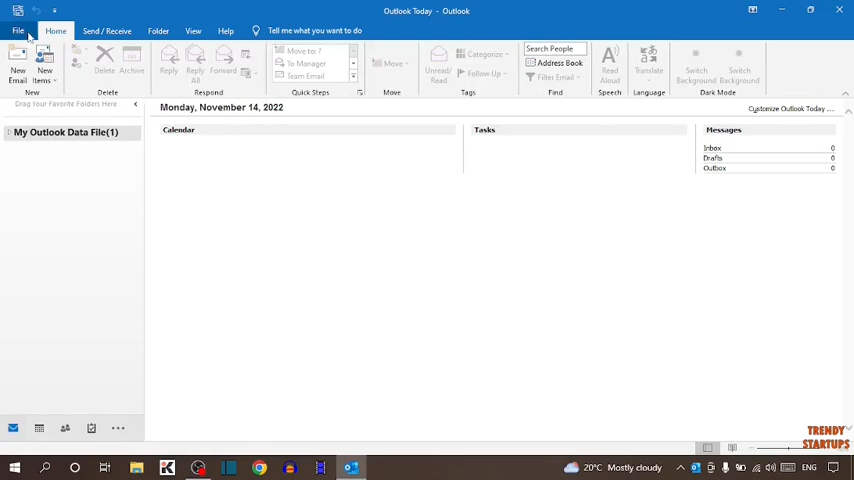 Outlook Today - Outlook
File Home Send / Receive Folder View Help Tell me what you want to do
New Email
New Items
Delete
Archive
Reply
Reply All
Forward
Move to: ?
To Manager
Team Email
Move
Unread/ Read
Categorize
Follow Up
Search People
Address Book
Filter Email
Read Aloud
Translate
Switch Background
Switch Background
New Delete Respond Quick Steps Move Tags Find Speech Language Dark Mode
Drag Your Favorite Folders Here
My Outlook Data File(1)
Monday, November 14, 2022
Customize Outlook Today ...
Calendar
Tasks
Messages
Inbox 0
Drafts 0
Outbox 0
TRENDY
STARTUPS
K
20°C Mostly cloudy
ENG